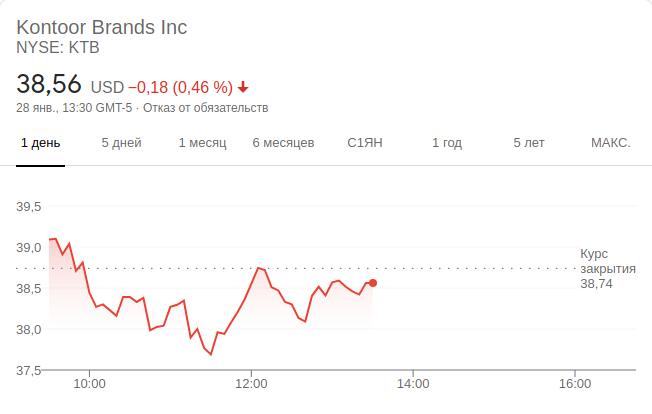 Kontoor Brands Inc
NYSE: KTB
38,56 USD −0,18 (0,46 %)
28 янв., 13:30 GMT-5 · Отказ от обязательств
1 день 5 дней 1 месяц 6 месяцев С1ЯН 1 год 5 лет МАКС.
39,5
39,0
Курс
закрытия
38,74
38,5
38,0
37,5
10:00 12:00 14:00 16:00